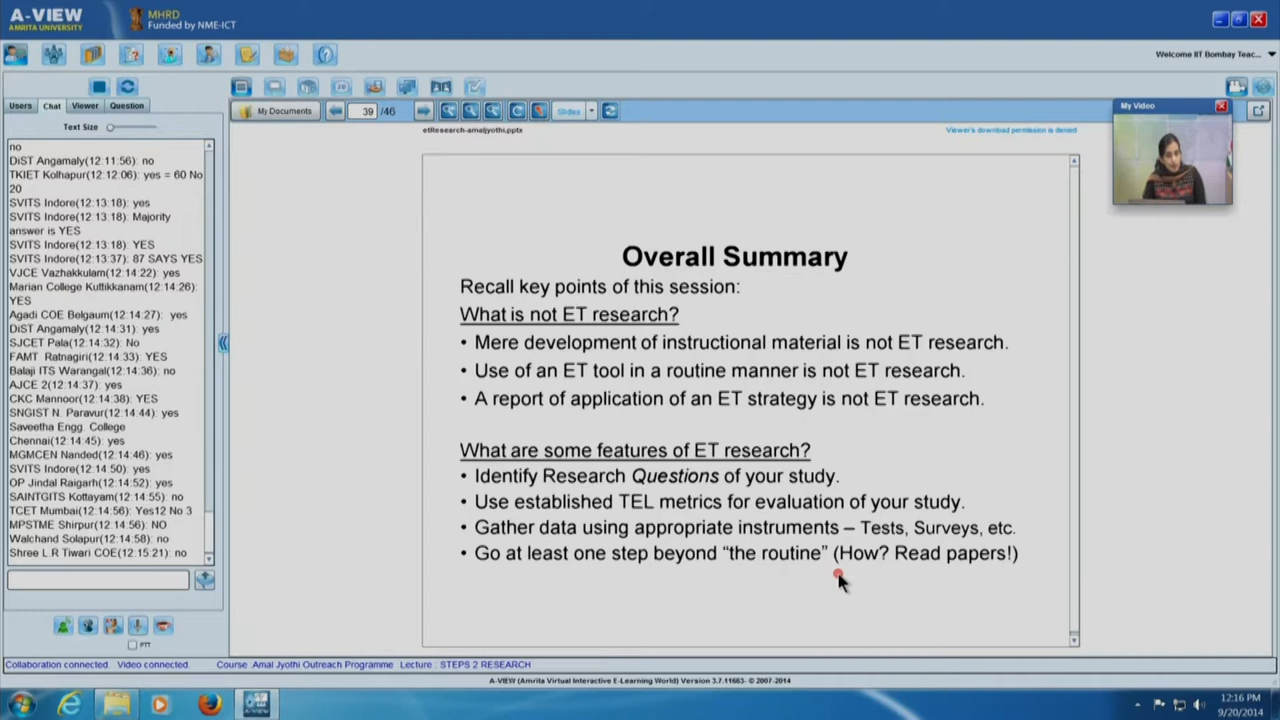 A-VIEW
AMRITA UNIVERSITY
MHRD
Funded by NME-ICT
Welcome IIT Bombay Teac...
Users
Chat
Viewer
Question
My Documents
39
/46
Slides
My Video
Text Size
etResearch-amaljyothi.pptx
Viewer's download permission is denied
no
DiST Angamaly(12:11:56): no
TKIET Kolhapur(12:12:06): yes = 60 No
20
SVITS Indore(12:13:18): yes
SVITS Indore(12:13:18): Majority
answer is YES
SVITS Indore(12:13:18): YES
SVITS Indore(12:13:37): 87 SAYS YES
VJCE Vazhakkulam(12:14:22): yes
Marian College Kuttikkanam(12:14:26):
YES
Agadi COE Belgaum(12:14:27): yes
DiST Angamaly(12:14:31): yes
SJCET Pala(12:14:32): No
FAMT Ratnagiri(12:14:33): YES
Balaji ITS Warangal(12:14:36): no
AJCE 2(12:14:37): yes
CKC Mannoor(12:14:38): YES
SNGIST N. Paravur(12:14:44): yes
Saveetha Engg. College
Chennai(12:14:45): yes
MGMCEN Nanded(12:14:46): yes
SVITS Indore(12:14:50): yes
OP Jindal Raigarh(12:14:52): yes
SAINTGITS Kottayam(12:14:55): no
TCET Mumbai(12:14:56): Yes12 No 3
MPSTME Shirpur(12:14:56): NO
Walchand Solapur(12:14:58): no
Shree L R Tiwari COE(12:15:21): no
PTT
Overall Summary
Recall key points of this session:
What is not ET research?
• Mere development of instructional material is not ET research.
• Use of an ET tool in a routine manner is not ET research.
• A report of application of an ET strategy is not ET research.
What are some features of ET research?
• Identify Research Questions of your study.
• Use established TEL metrics for evaluation of your study.
• Gather data using appropriate instruments – Tests, Surveys, etc.
• Go at least one step beyond “the routine” (How? Read papers!)
Collaboration connected Video connected
Course : Amal Jyothi Outreach Programme Lecture : STEPS 2 RESEARCH
A-VIEW (Amrita Virtual Interactive E-Learning World) Version 3.7.11663- © 2007-2014
12:16 PM
9/20/2014